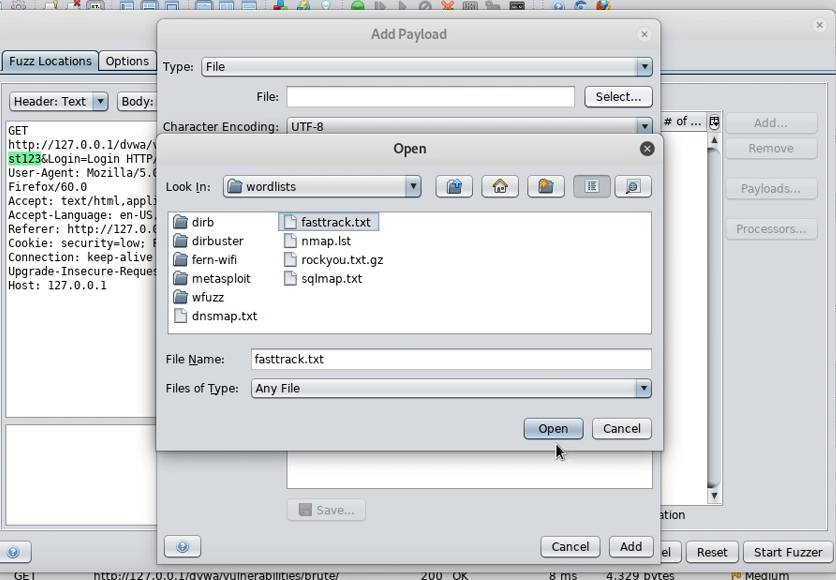 Add Payload
Fuzz Locations
Options
Type:
File
File:
Select...
Header: Text
Body:
Character Encoding:
UTF-8
# of ...
Add...
Open
Remove
GET
http://127.0.0.1/dvwa/v
st123&Login=Login HTTP/
User-Agent: Mozilla/5.0
Firefox/60.0
Accept: text/html,appli
Accept-Language: en-US,
Referer: http://127.0.0
Cookie: security=low; P
Connection: keep-alive
Upgrade-Insecure-Reques
Host: 127.0.0.1
Look In:
wordlists
Payloads...
Processors...
dirb
dirbuster
fern-wifi
metasploit
wfuzz
dnsmap.txt
fasttrack.txt
nmap.lst
rockyou.txt.gz
sqlmap.txt
File Name:
fasttrack.txt
Files of Type:
Any File
Open
Cancel
Save...
ation
Cancel
Add
el
Reset
Start Fuzzer
GET
http://127.0.0.1/dvwa/vulnerabilities/brute/
200 OK
8 ms
4,329 bytes
Medium